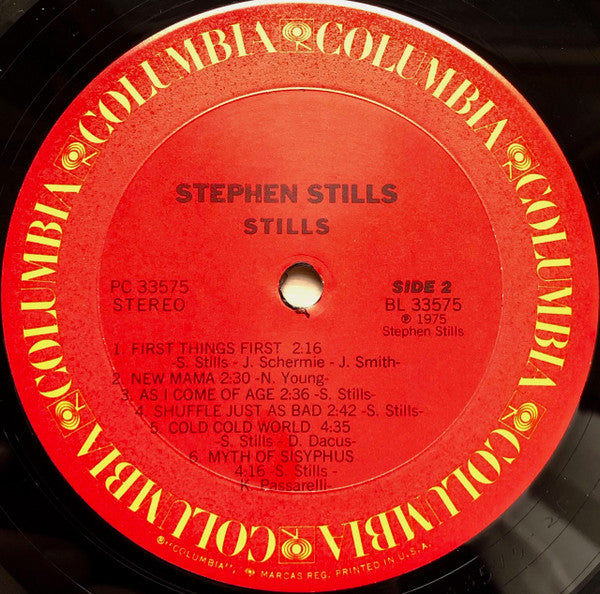 COLUMBIA COLUMBIA COLUMBIA COLUMBIA COLUMBIA COLUMBIA
STEPHEN STILLS
STILLS
PC 33575
STEREO
SIDE 2
BL 33575
℗ 1975
Stephen Stills
1. FIRST THINGS FIRST 2:16
-S. Stills - J. Schermie - J. Smith-
2. NEW MAMA 2:30 -N. Young-
3. AS I COME OF AGE 2:36 -S. Stills-
4. SHUFFLE JUST AS BAD 2:42 -S. Stills-
5. COLD COLD WORLD 4:35
-S. Stills - D. Dacus-
6. MYTH OF SISYPHUS
4:16 -S. Stills -
K. Passarelli-
"COLUMBIA", MARCAS REG. PRINTED IN U.S.A.